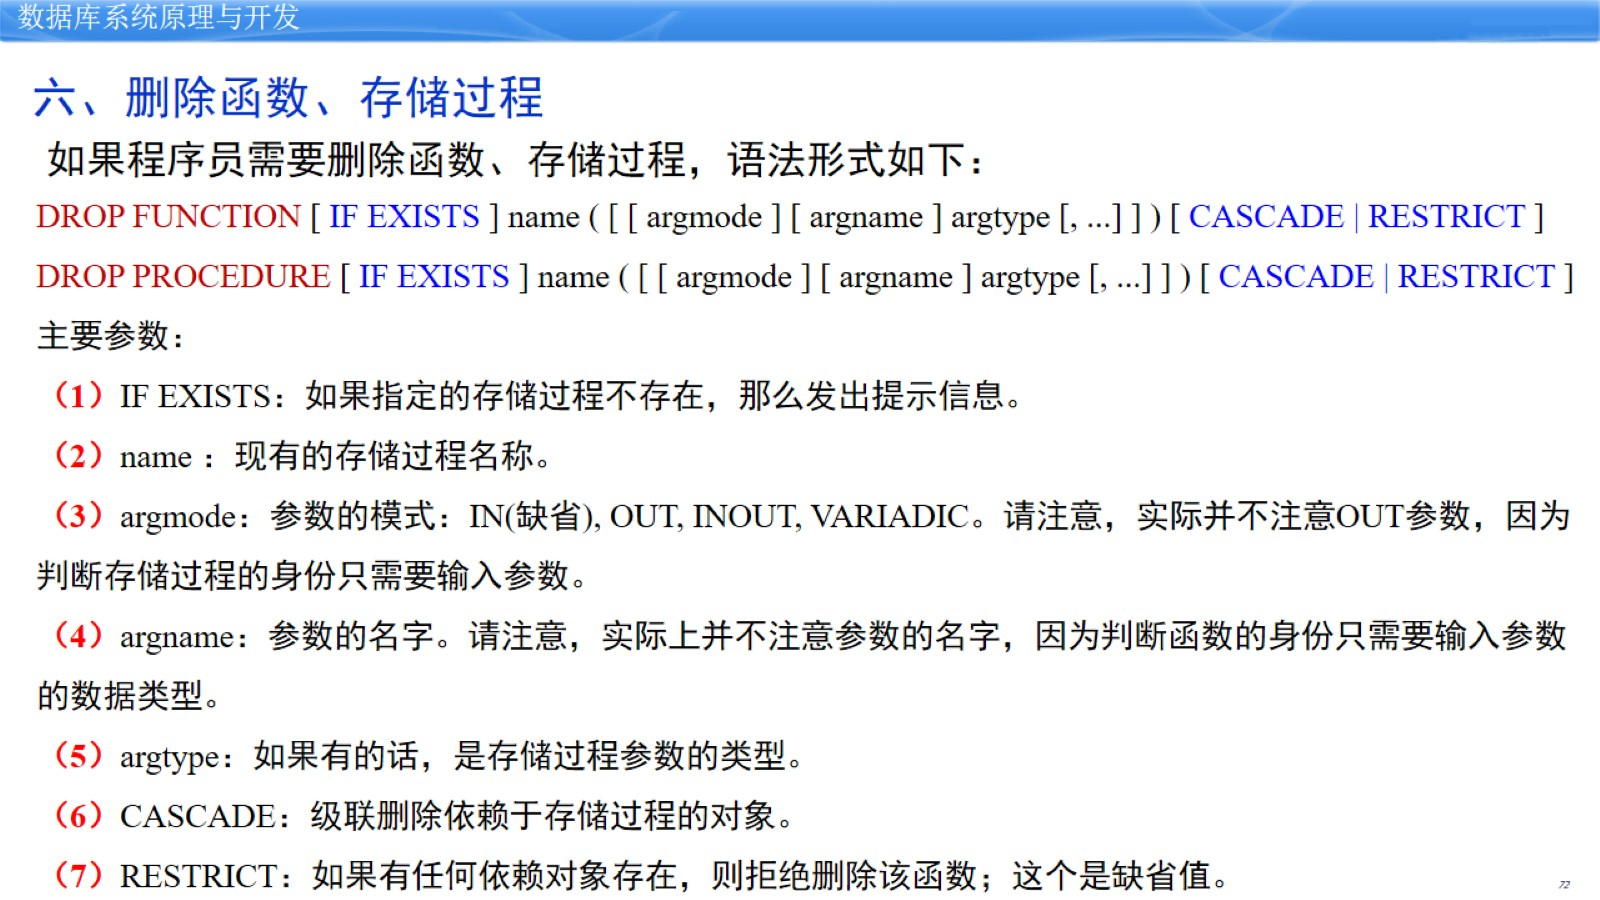 数据库系统原理与开发
六、删除函数、存储过程
如果程序员需要删除函数、存储过程，语法形式如下：
DROP FUNCTION [ IF EXISTS ] name ( [ [ argmode ] [ argname ] argtype [, ...] ] ) [ CASCADE | RESTRICT ]
DROP PROCEDURE [ IF EXISTS ] name ( [ [ argmode ] [ argname ] argtype [, ...] ] ) [ CASCADE | RESTRICT ]
主要参数：
（1）IF EXISTS：如果指定的存储过程不存在，那么发出提示信息。
（2）name ：现有的存储过程名称。
（3）argmode：参数的模式：IN(缺省), OUT, INOUT, VARIADIC。请注意，实际并不注意OUT参数，因为
判断存储过程的身份只需要输入参数。
（4）argname：参数的名字。请注意，实际上并不注意参数的名字，因为判断函数的身份只需要输入参数
的数据类型。
（5）argtype：如果有的话，是存储过程参数的类型。
（6）CASCADE：级联删除依赖于存储过程的对象。
（7）RESTRICT：如果有任何依赖对象存在，则拒绝删除该函数；这个是缺省值。
72